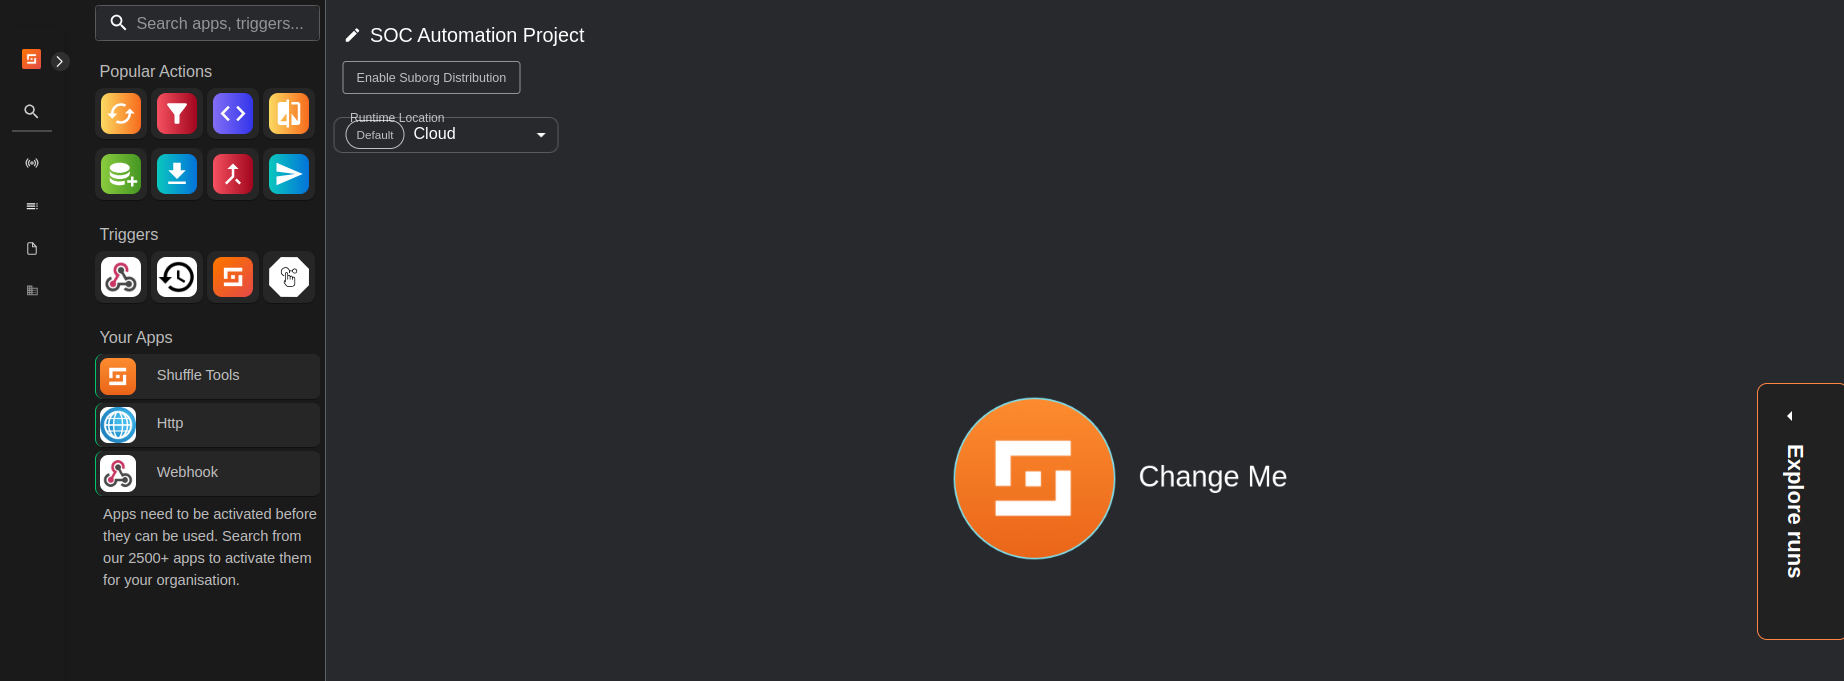 Search apps, triggers...
Popular Actions
Triggers
Your Apps
Shuffle Tools
Http
Webhook
Apps need to be activated before
they can be used. Search from
our 2500+ apps to activate them
for your organisation.
SOC Automation Project
Enable Suborg Distribution
Runtime Location
Default Cloud
Change Me
Explore runs